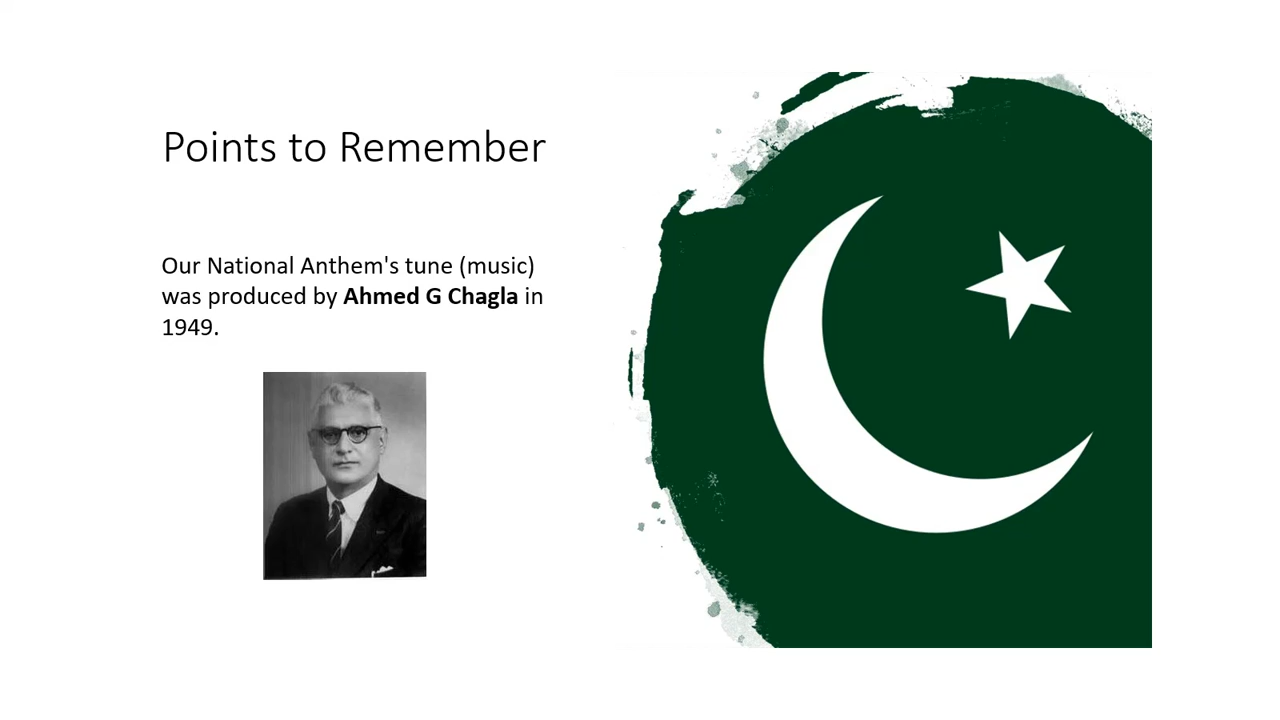 Points to Remember
Our National Anthem's tune (music)
was produced by Ahmed G Chagla in
1949.